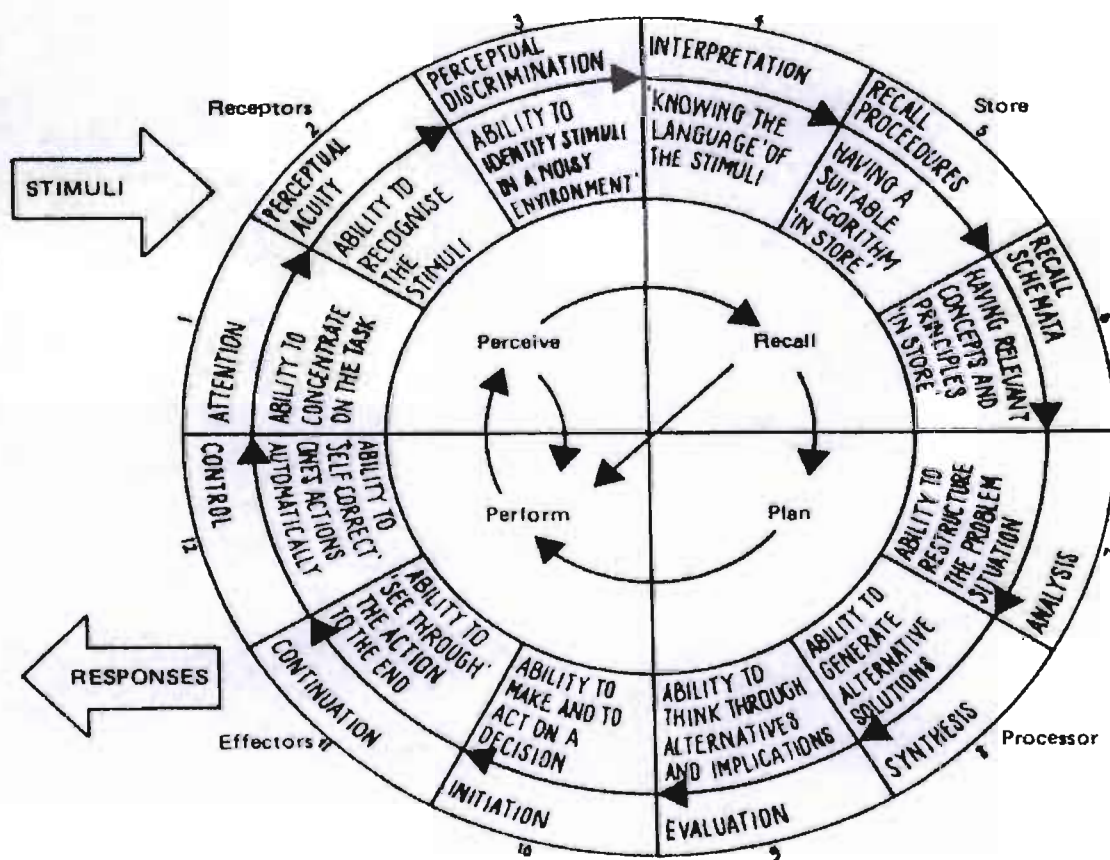 STIMULI
RESPONSES
Receptors
Store
Processor
Effectors
1
ATTENTION
ABILITY TO
CONCENTRATE
ON THE TASK
2
PERCEPTUAL
ACUITY
ABILITY TO
RECOGNISE
THE
STIMULI
3
PERCEPTUAL
DISCRIMINATION
ABILITY TO
IDENTIFY STIMULI
IN A NOISY
ENVIRONMENT'
4
INTERPRETATION
'KNOWING THE
LANGUAGE' OF
THE STIMULI
5
RECALL
PROCEEDURES
HAVING A
SUITABLE
ALGORITHM
'IN STORE'
6
RECALL
SCHEMATA
HAVING RELEVANT
CONCEPTS AND
PRINCIPLES
'IN STORE'
7
ANALYSIS
ABILITY TO
RESTRUCTURE
THE PROBLEM
SITUATION
8
SYNTHESIS
ABILITY TO
GENERATE
ALTERNATIVE
SOLUTIONS
9
EVALUATION
ABILITY TO
THINK THROUGH
ALTERNATIVES
AND IMPLICATIONS
10
INITIATION
ABILITY TO
MAKE AND TO
ACT ON A
DECISION
11
CONTINUATION
ABILITY TO
'SEE THROUGH'
THE ACTION
TO THE END
12
CONTROL
ABILITY TO
SELF CORRECT'
ONES ACTIONS
AUTOMATICALLY
Perceive
Recall
Perform
Plan